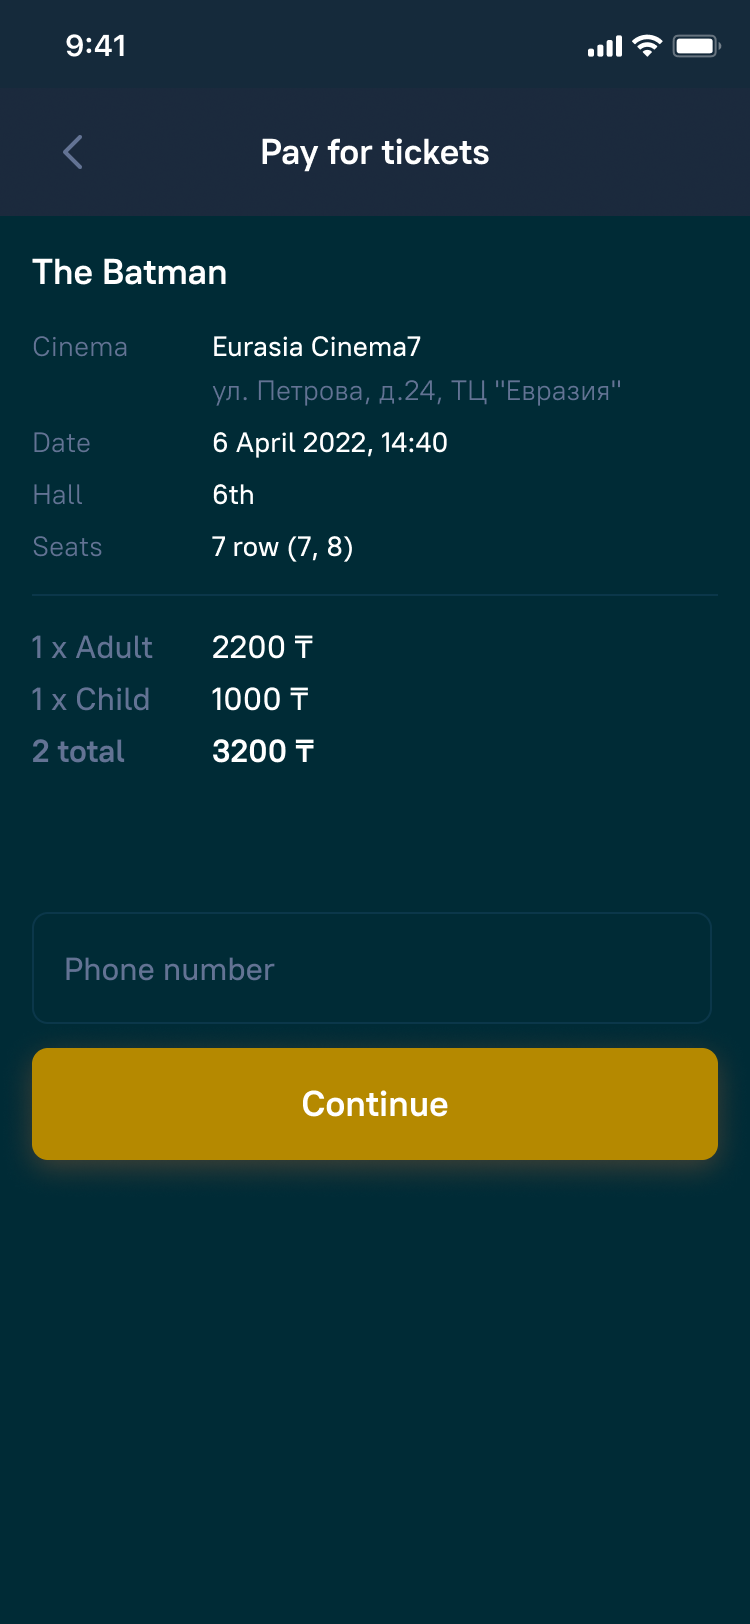 9:41
Pay for tickets
The Batman
Cinema Eurasia Cinema7
ул. Петрова, д.24, ТЦ "Евразия"
Date 6 April 2022, 14:40
Hall 6th
Seats 7 row (7, 8)
1 x Adult 2200 ₸
1 x Child 1000 ₸
2 total 3200 ₸
Phone number
Continue